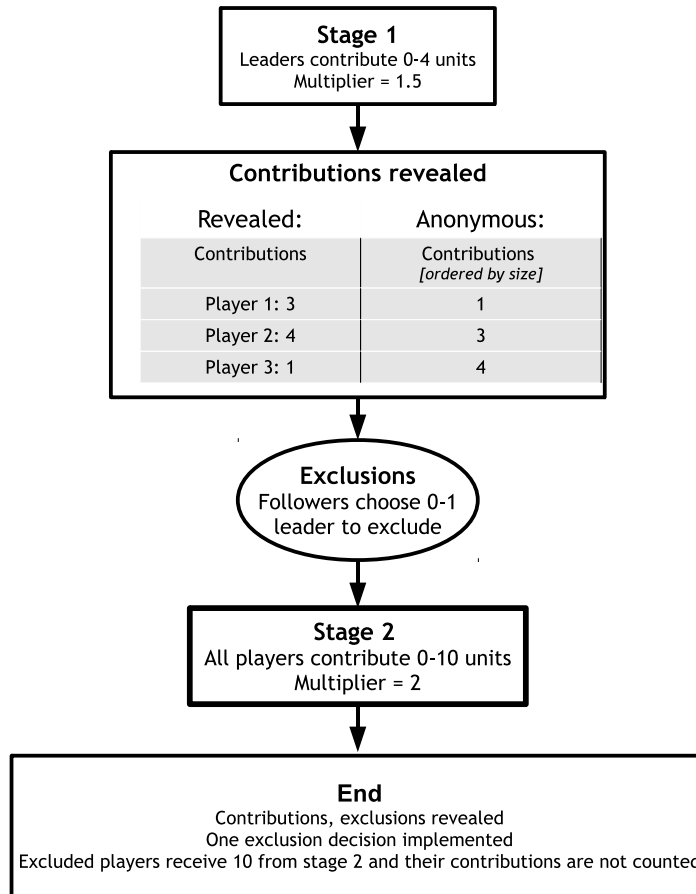 Stage 1
Leaders contribute 0-4 units
Multiplier = 1.5
Contributions revealed
Revealed: Anonymous:
Contributions Contributions
[ordered by size]
Player 1: 3 1
Player 2: 4 3
Player 3: 1 4
Exclusions
Followers choose 0-1
leader to exclude
Stage 2
All players contribute 0-10 units
Multiplier = 2
End
Contributions, exclusions revealed
One exclusion decision implemented
Excluded players receive 10 from stage 2 and their contributions are not counted